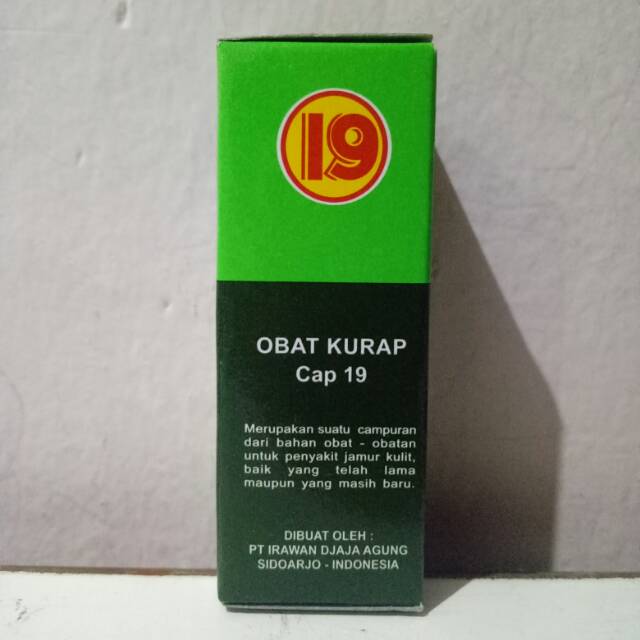 19
OBAT KURAP
Cap 19
Merupakan suatu campuran
dari bahan obat - obatan
untuk penyakit jamur kulit,
baik yang telah lama
maupun yang masih baru.
DIBUAT OLEH :
PT IRAWAN DJAJA AGUNG
SIDOARJO - INDONESIA